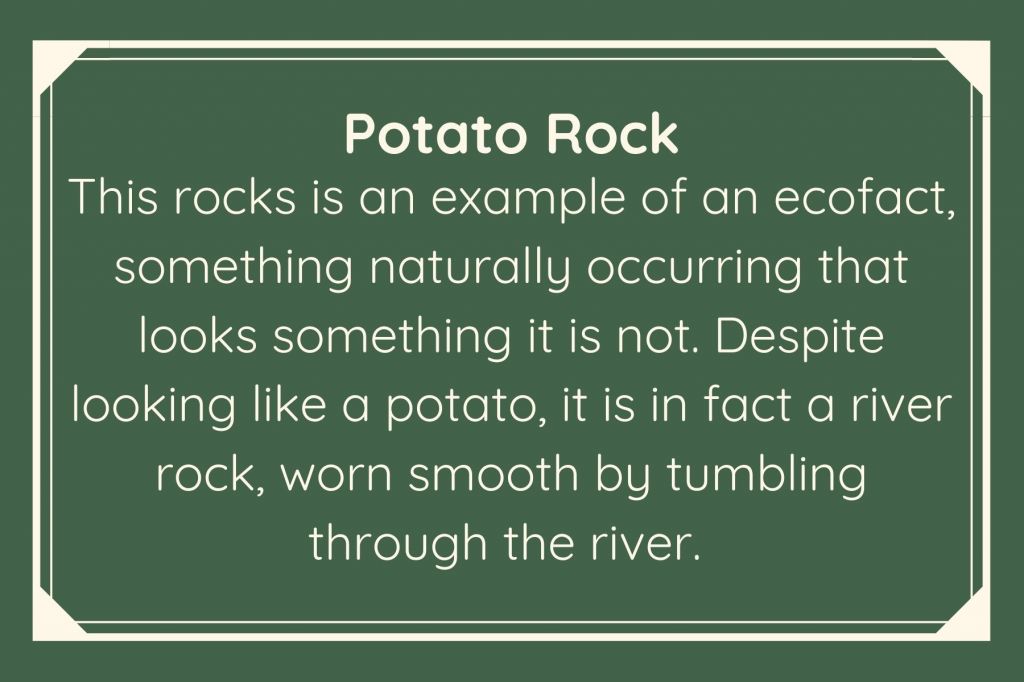 Potato Rock
This rocks is an example of an ecofact,
something naturally occurring that
looks something it is not. Despite
looking like a potato, it is in fact a river
rock, worn smooth by tumbling
through the river.